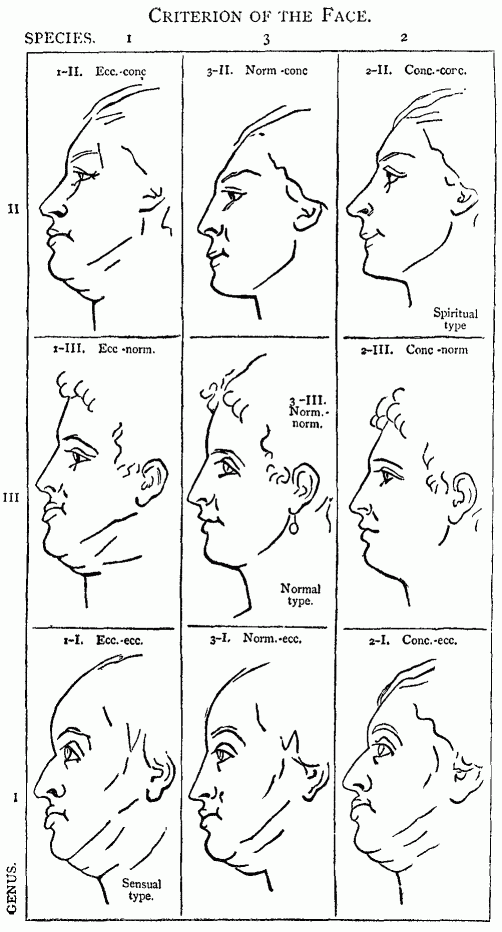 CRITERION OF THE FACE.
SPECIES. 1 3 2
1-II. Ecc.-conc
3-II. Norm -conc
2-II. Conc.-corc.
II
Spiritual
type
1-III. Ecc -norm.
3-III.
Norm.-
norm.
2-III. Conc -norm
III
Normal
type.
1-I. Ecc.-ecc.
3-I. Norm.-ecc.
2-I. Conc.-ecc.
I
GENUS.
Sensual
type.